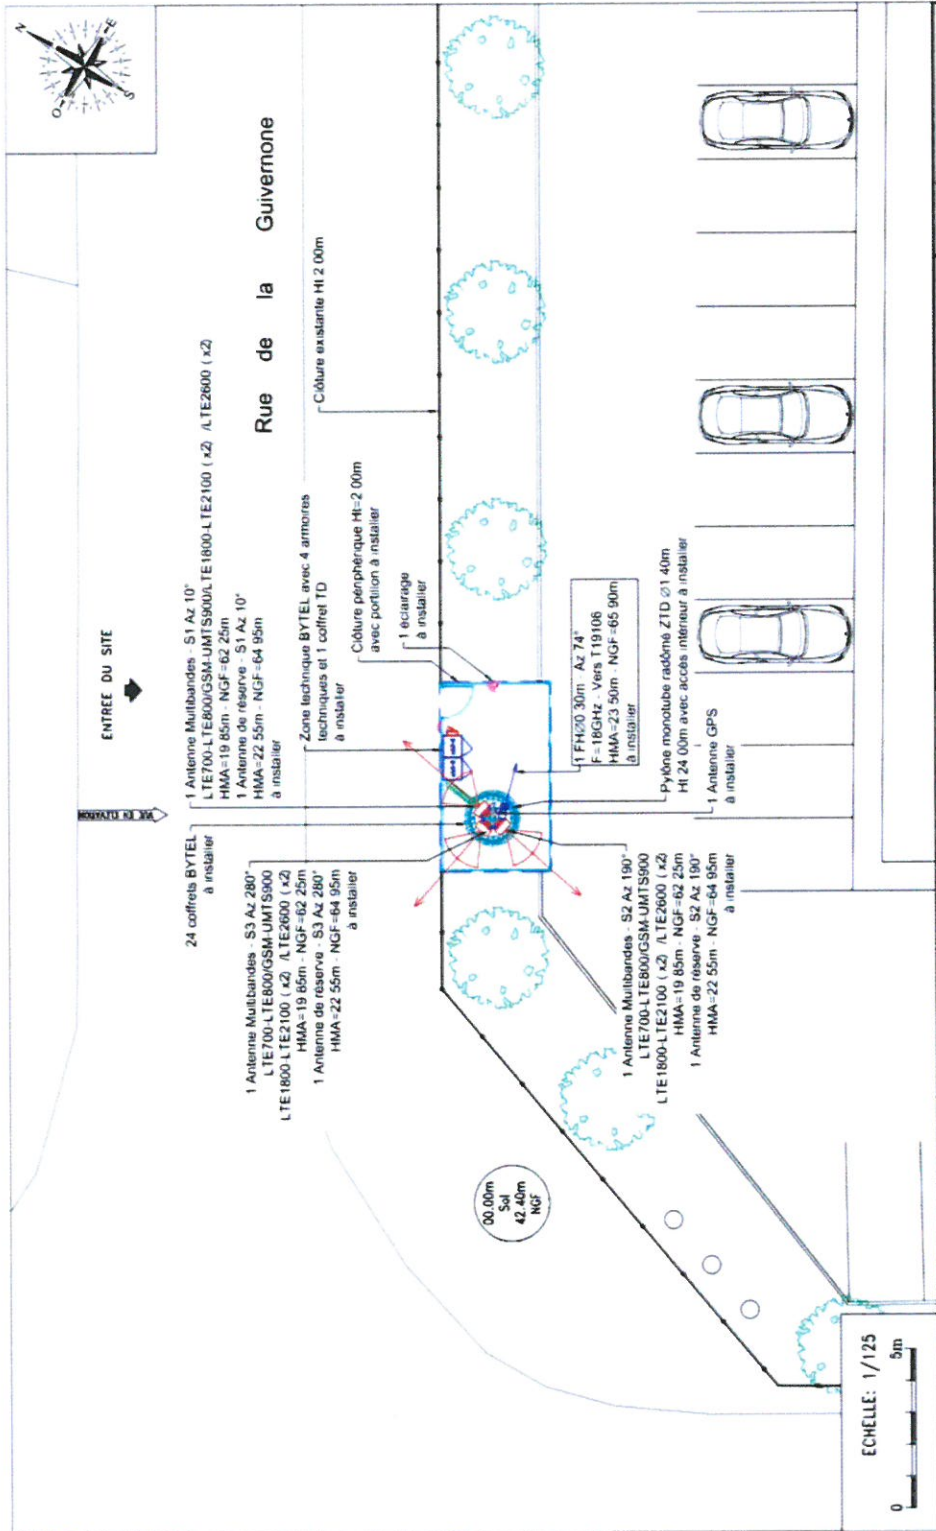 N
E
S
O
ENTREE DU SITE
VUE EN ELEVATION
Rue de la Guivernone
24 coffrets BYTEL
à installer
1 Antenne Multibandes - S1 Az 10°
LTE700-LTE800/GSM-UMTS900/LTE1800-LTE2100 ( x2) /LTE2600 ( x2)
HMA=19 85m - NGF=62 25m
1 Antenne de réserve - S1 Az 10°
HMA=22 55m - NGF=64 95m
à installer
Zone technique BYTEL avec 4 armoires
techniques et 1 coffret TD
à installer
Clôture existante Ht 2 00m
Clôture périphérique Ht=2 00m
avec portillon à installer
1 éclairage
à installer
1 Antenne Multibandes - S3 Az 280°
LTE700-LTE800/GSM-UMTS900
LTE1800-LTE2100 ( x2) /LTE2600 ( x2)
HMA=19 85m - NGF=62 25m
1 Antenne de réserve - S3 Az 280°
HMA=22 55m - NGF=64 95m
à installer
1 FHØ0 30m - Az 74°
F=18GHz - Vers T19106
HMA=23 50m - NGF=65 90m
à installer
Pylône monotube radômé ZTD Ø1 40m
Ht 24 00m avec accès intérieur à installer
1 Antenne GPS
à installer
1 Antenne Multibandes - S2 Az 190°
LTE700-LTE800/GSM-UMTS900
LTE1800-LTE2100 ( x2) /LTE2600 ( x2)
HMA=19 85m - NGF=62 25m
1 Antenne de réserve - S2 Az 190°
HMA=22 55m - NGF=64 95m
à installer
00.00m
Sol
42.40m
NGF
ECHELLE: 1/125
0
5m